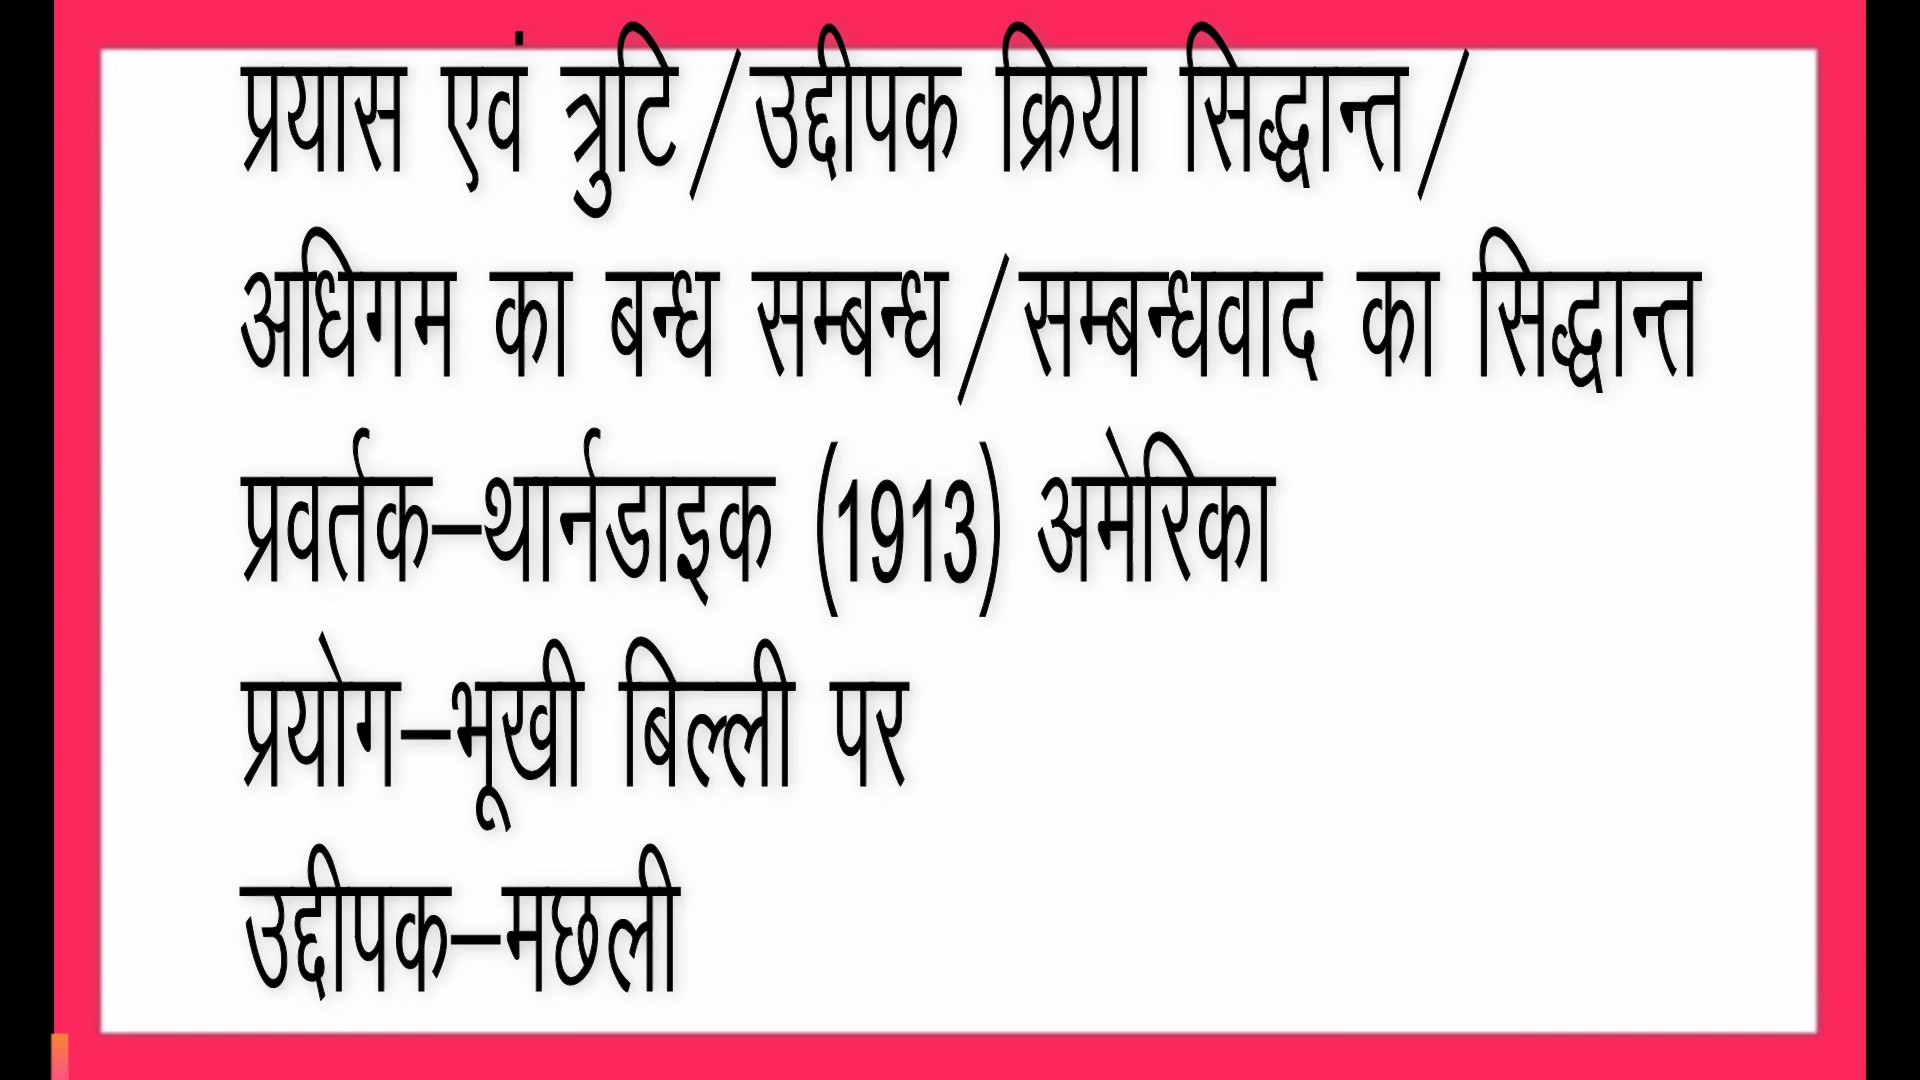 प्रयास एवं त्रुटि/उद्दीपक क्रिया सिद्धान्त/
अधिगम का बन्ध सम्बन्ध/सम्बन्धवाद का सिद्धान्त
प्रवर्तक–थार्नडाइक (1913) अमेरिका
प्रयोग–भूखी बिल्ली पर
उद्दीपक–मछली